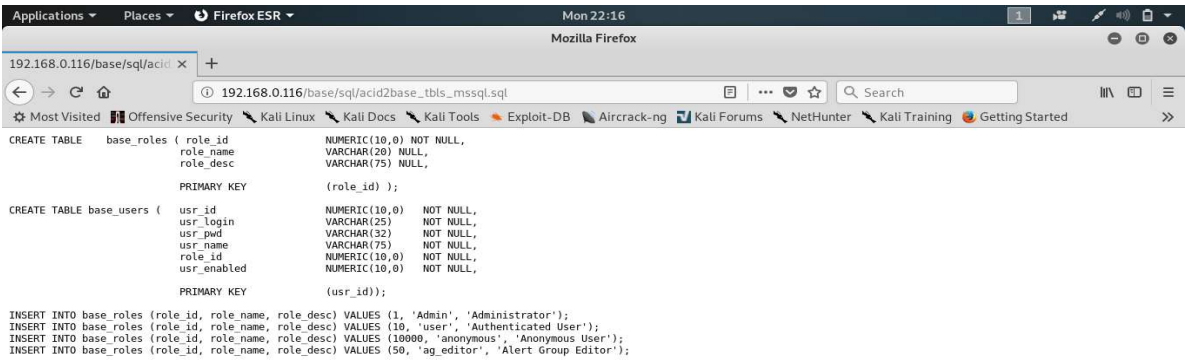 Applications Places Firefox ESR Mon 22:16 1
Mozilla Firefox
192.168.0.116/base/sql/acid
192.168.0.116/base/sql/acid2base_tbls_mssql.sql Search
Most Visited Offensive Security Kali Linux Kali Docs Kali Tools Exploit-DB Aircrack-ng Kali Forums NetHunter Kali Training Getting Started
CREATE TABLE base_roles ( role_id NUMERIC(10,0) NOT NULL,
role_name VARCHAR(20) NULL,
role_desc VARCHAR(75) NULL,
PRIMARY KEY (role_id) );
CREATE TABLE base_users ( usr_id NUMERIC(10,0) NOT NULL,
usr_login VARCHAR(25) NOT NULL,
usr_pwd VARCHAR(32) NOT NULL,
usr_name VARCHAR(75) NOT NULL,
role_id NUMERIC(10,0) NOT NULL,
usr_enabled NUMERIC(10,0) NOT NULL,
PRIMARY KEY (usr_id));
INSERT INTO base_roles (role_id, role_name, role_desc) VALUES (1, 'Admin', 'Administrator');
INSERT INTO base_roles (role_id, role_name, role_desc) VALUES (10, 'user', 'Authenticated User');
INSERT INTO base_roles (role_id, role_name, role_desc) VALUES (10000, 'anonymous', 'Anonymous User');
INSERT INTO base_roles (role_id, role_name, role_desc) VALUES (50, 'ag_editor', 'Alert Group Editor');